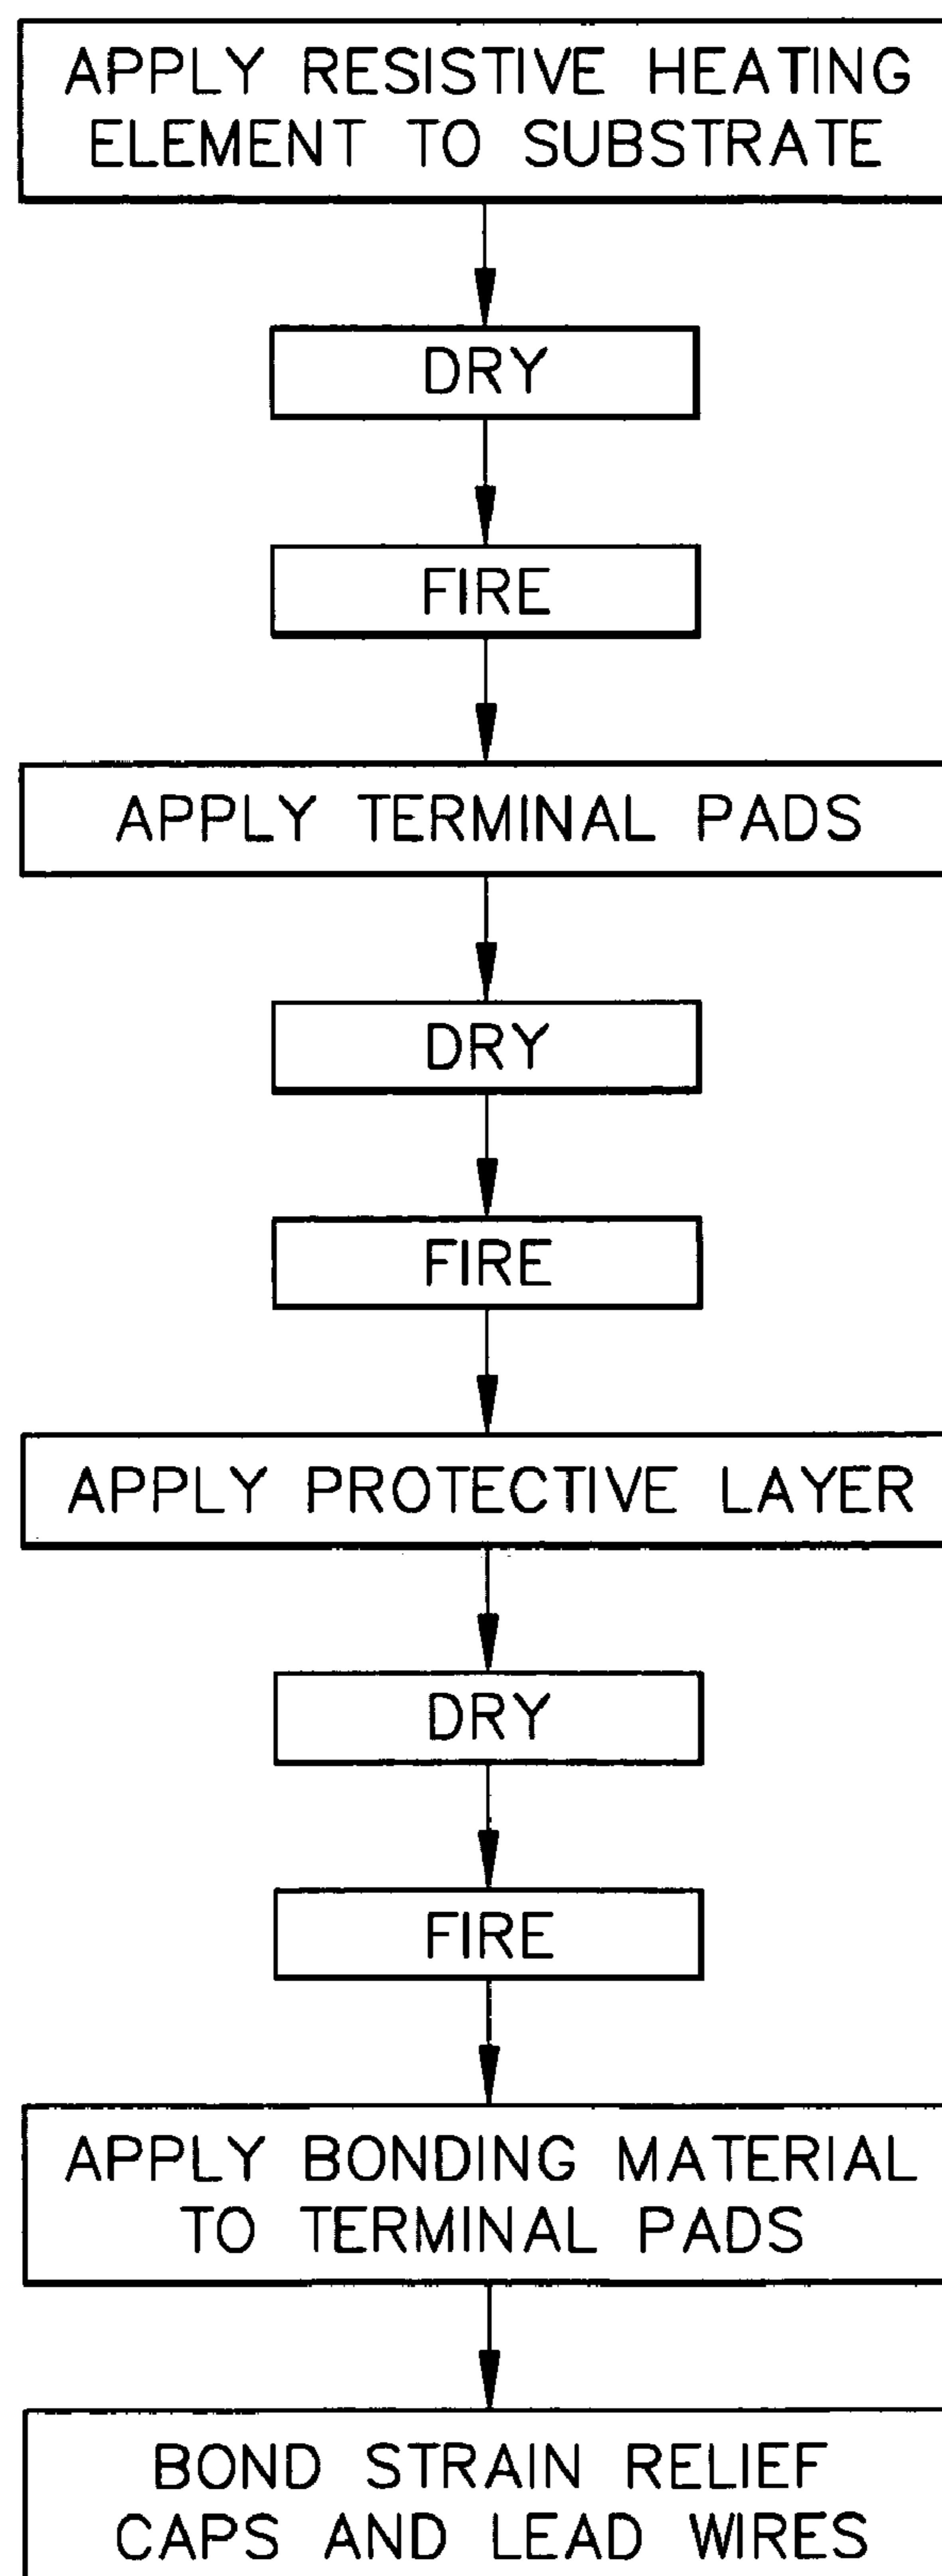 APPLY RESISTIVE HEATING
ELEMENT TO SUBSTRATE
DRY
FIRE
APPLY TERMINAL PADS
DRY
FIRE
APPLY PROTECTIVE LAYER
DRY
FIRE
APPLY BONDING MATERIAL
TO TERMINAL PADS
BOND STRAIN RELIEF
CAPS AND LEAD WIRES